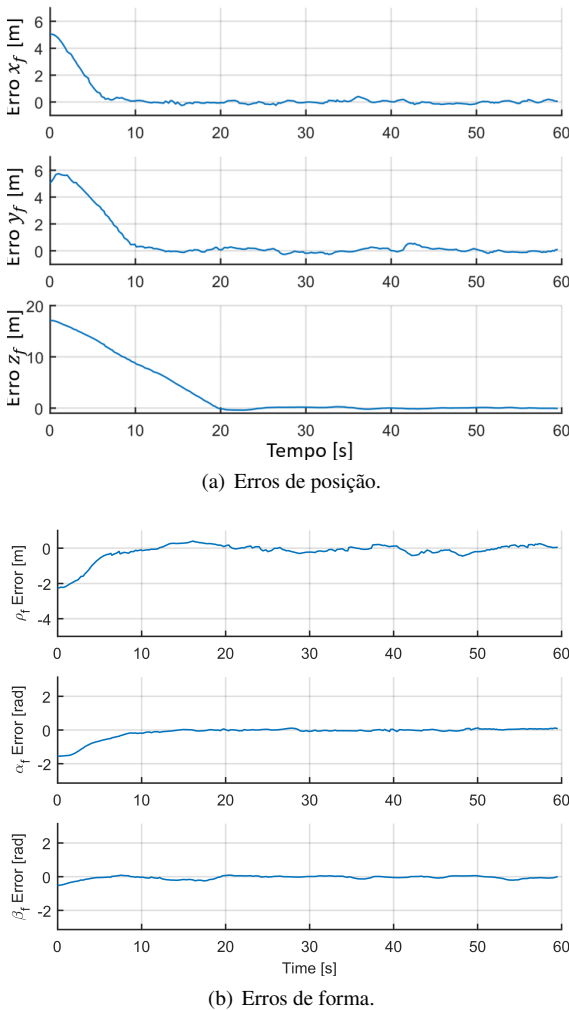 Erro x_f [m]
6
4
2
0
0 10 20 30 40 50 60
Erro y_f [m]
6
4
2
0
0 10 20 30 40 50 60
Erro z_f [m]
20
10
0
0 10 20 30 40 50 60
Tempo [s]
(a) Erros de posição.
ρ_f Error [m]
0
-2
-4
0 10 20 30 40 50 60
α_f Error [rad]
2
0
-2
0 10 20 30 40 50 60
β_f Error [rad]
2
0
-2
0 10 20 30 40 50 60
Time [s]
(b) Erros de forma.